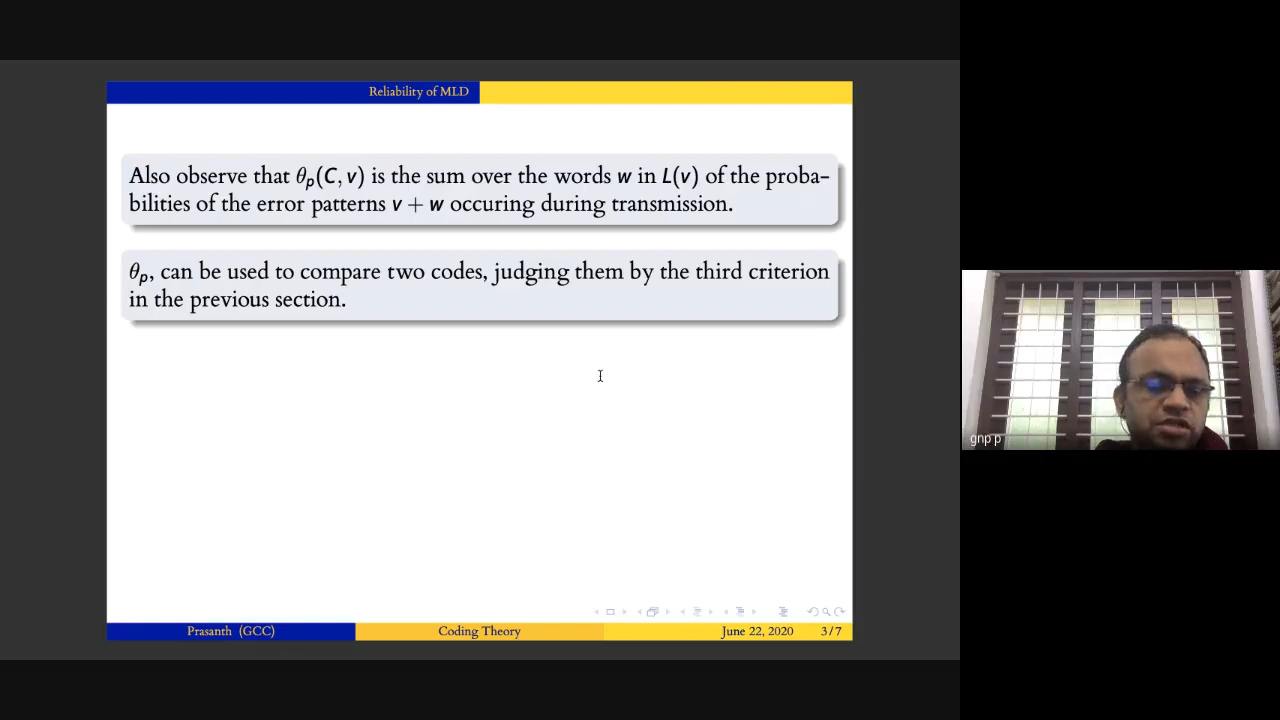 Reliability of MLD
Also observe that θp(C, v) is the sum over the words w in L(v) of the proba-
bilities of the error patterns v + w occuring during transmission.
θp, can be used to compare two codes, judging them by the third criterion
in the previous section.
gnp p
Prasanth (GCC) Coding Theory June 22, 2020 3/7